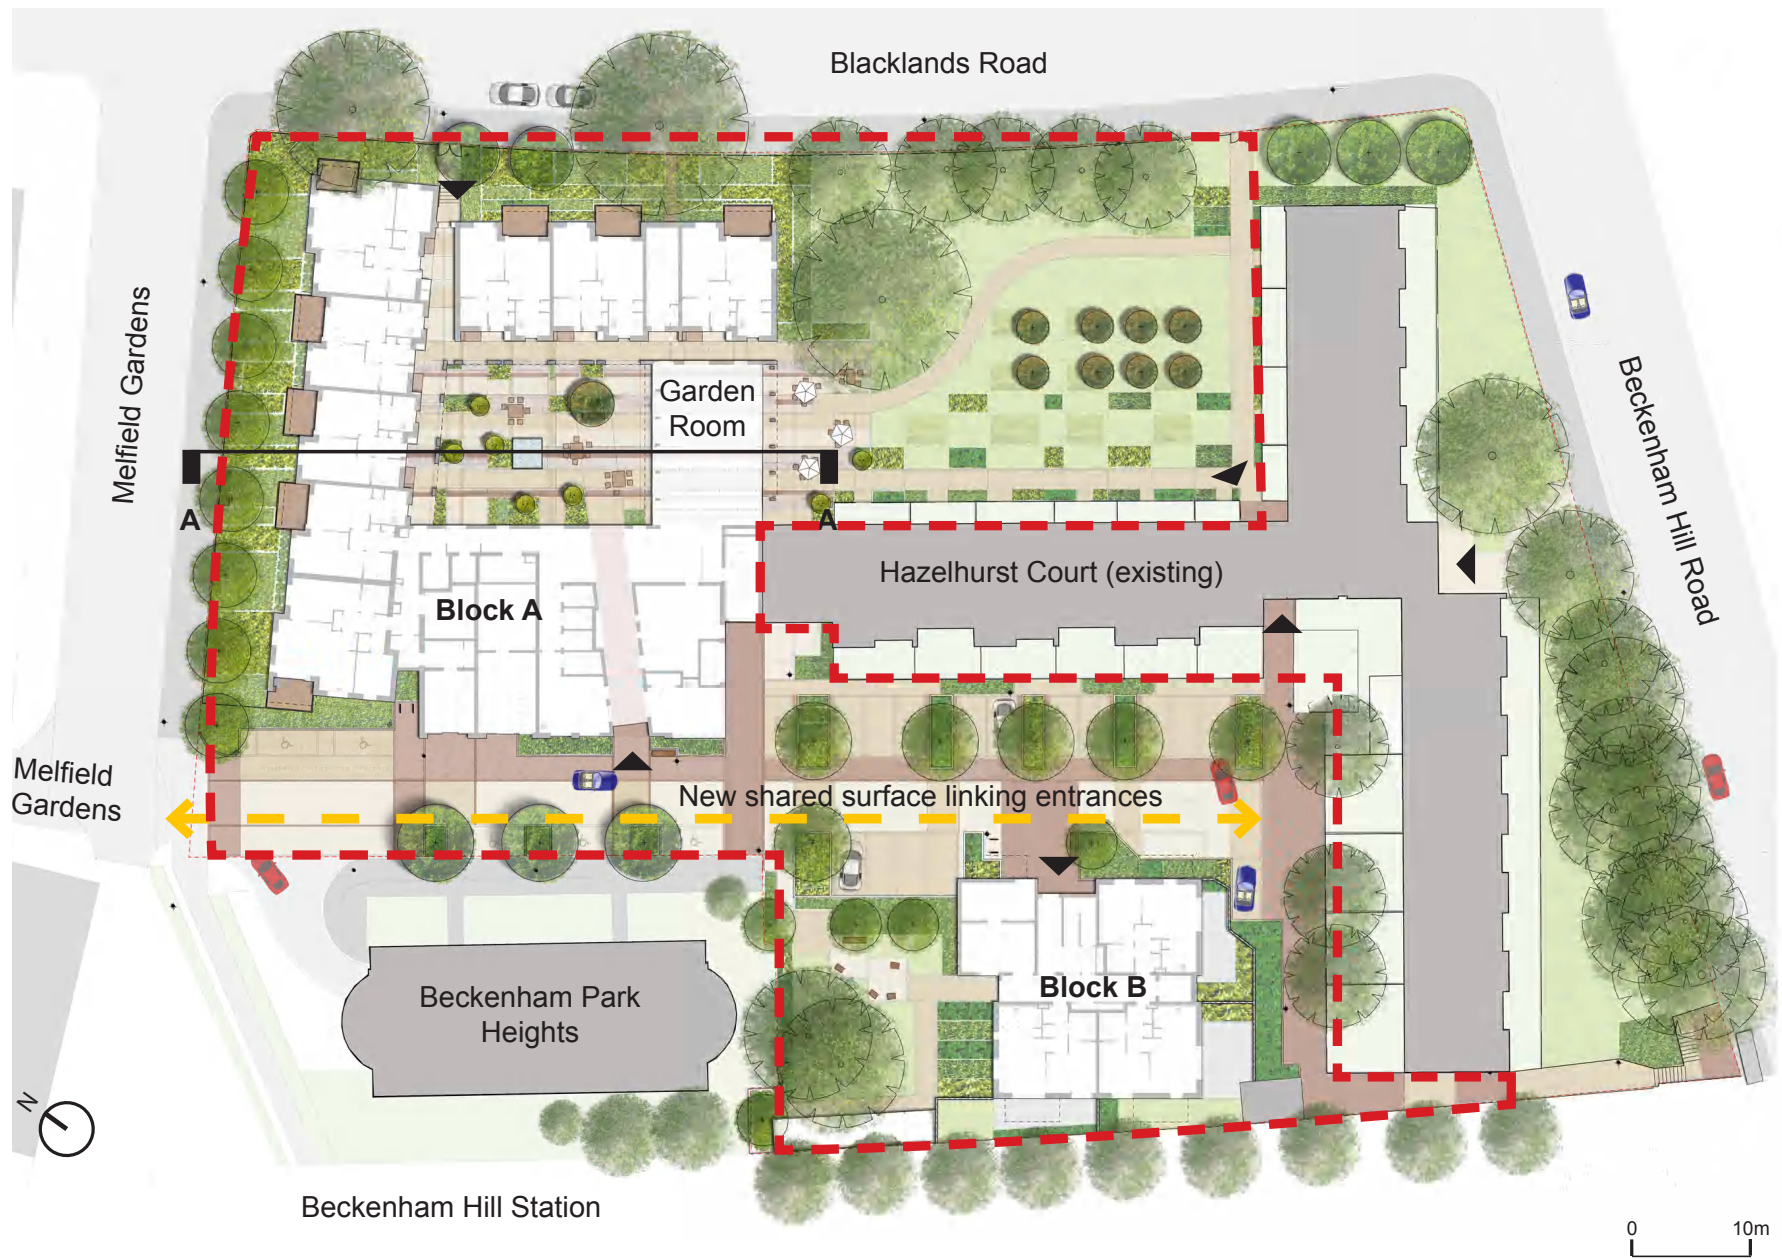 Blacklands Road
Melfield Gardens
Garden
Room
Beckenham Hill Road
A
A
Hazelhurst Court (existing)
Block A
Melfield
Gardens
New shared surface linking entrances
Block B
Beckenham Park
Heights
N
Beckenham Hill Station
0
10m